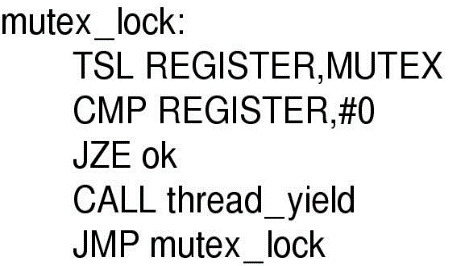 mutex_lock:
TSL REGISTER,MUTEX
CMP REGISTER,#0
JZE ok
CALL thread_yield
JMP mutex_lock